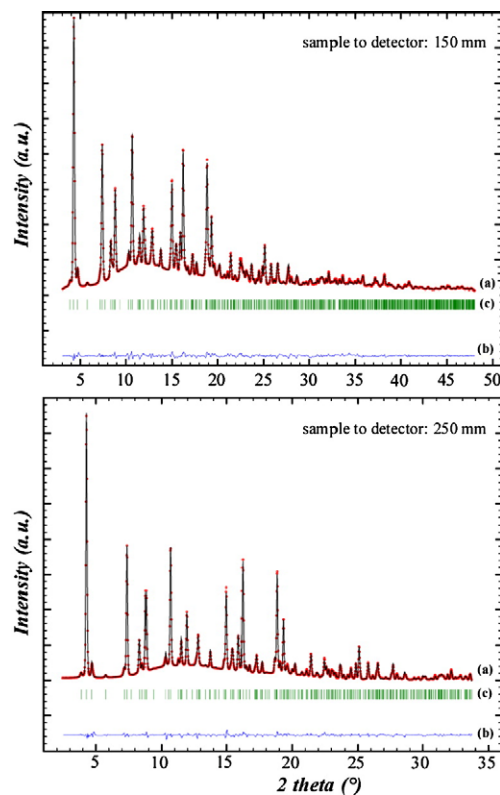 sample to detector: 150 mm
Intensity (a.u.)
(a)
(c)
(b)
5 10 15 20 25 30 35 40 45 50
sample to detector: 250 mm
Intensity (a.u.)
(a)
(c)
(b)
5 10 15 20 25 30 35
2 theta (°)